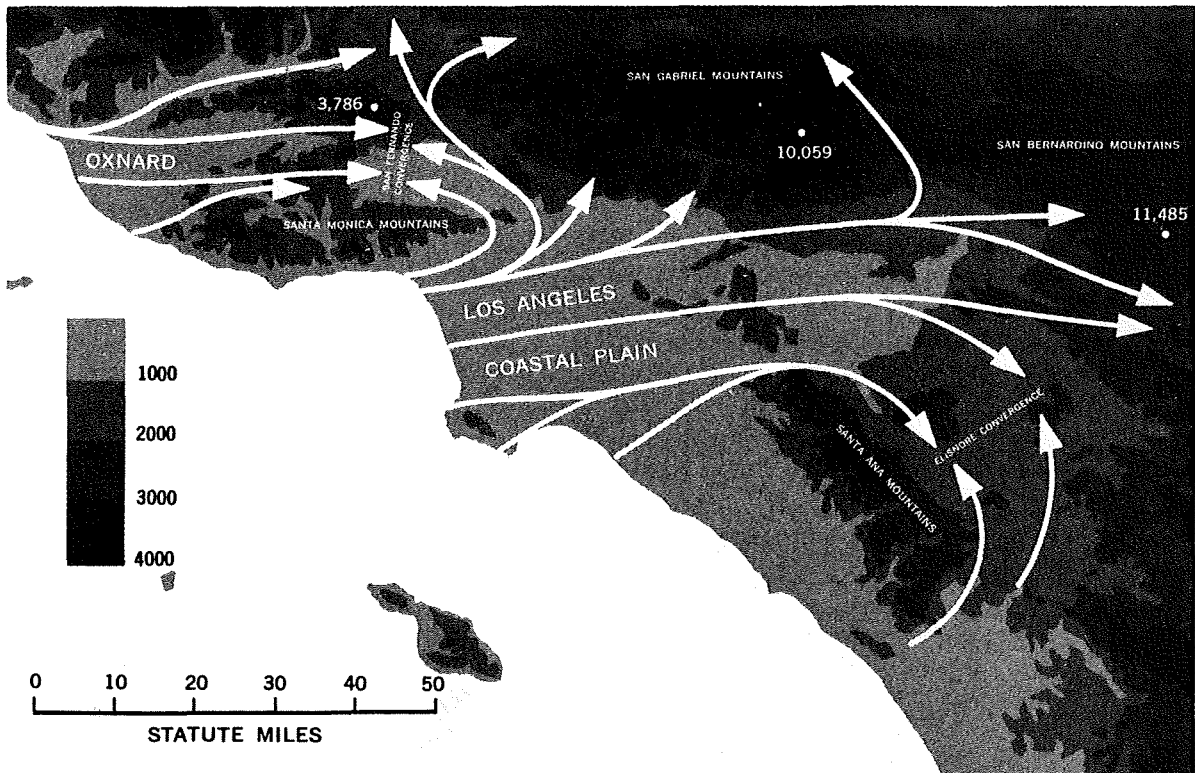 SAN GABRIEL MOUNTAINS
3,786
SAN FERNANDO
CONVERGENCE
10,059
SAN BERNARDINO MOUNTAINS
OXNARD
11,485
SANTA MONICA MOUNTAINS
LOS ANGELES
COASTAL PLAIN
ELISNORE CONVERGENCE
SANTA ANA MOUNTAINS
1000
2000
3000
4000
0 10 20 30 40 50
STATUTE MILES